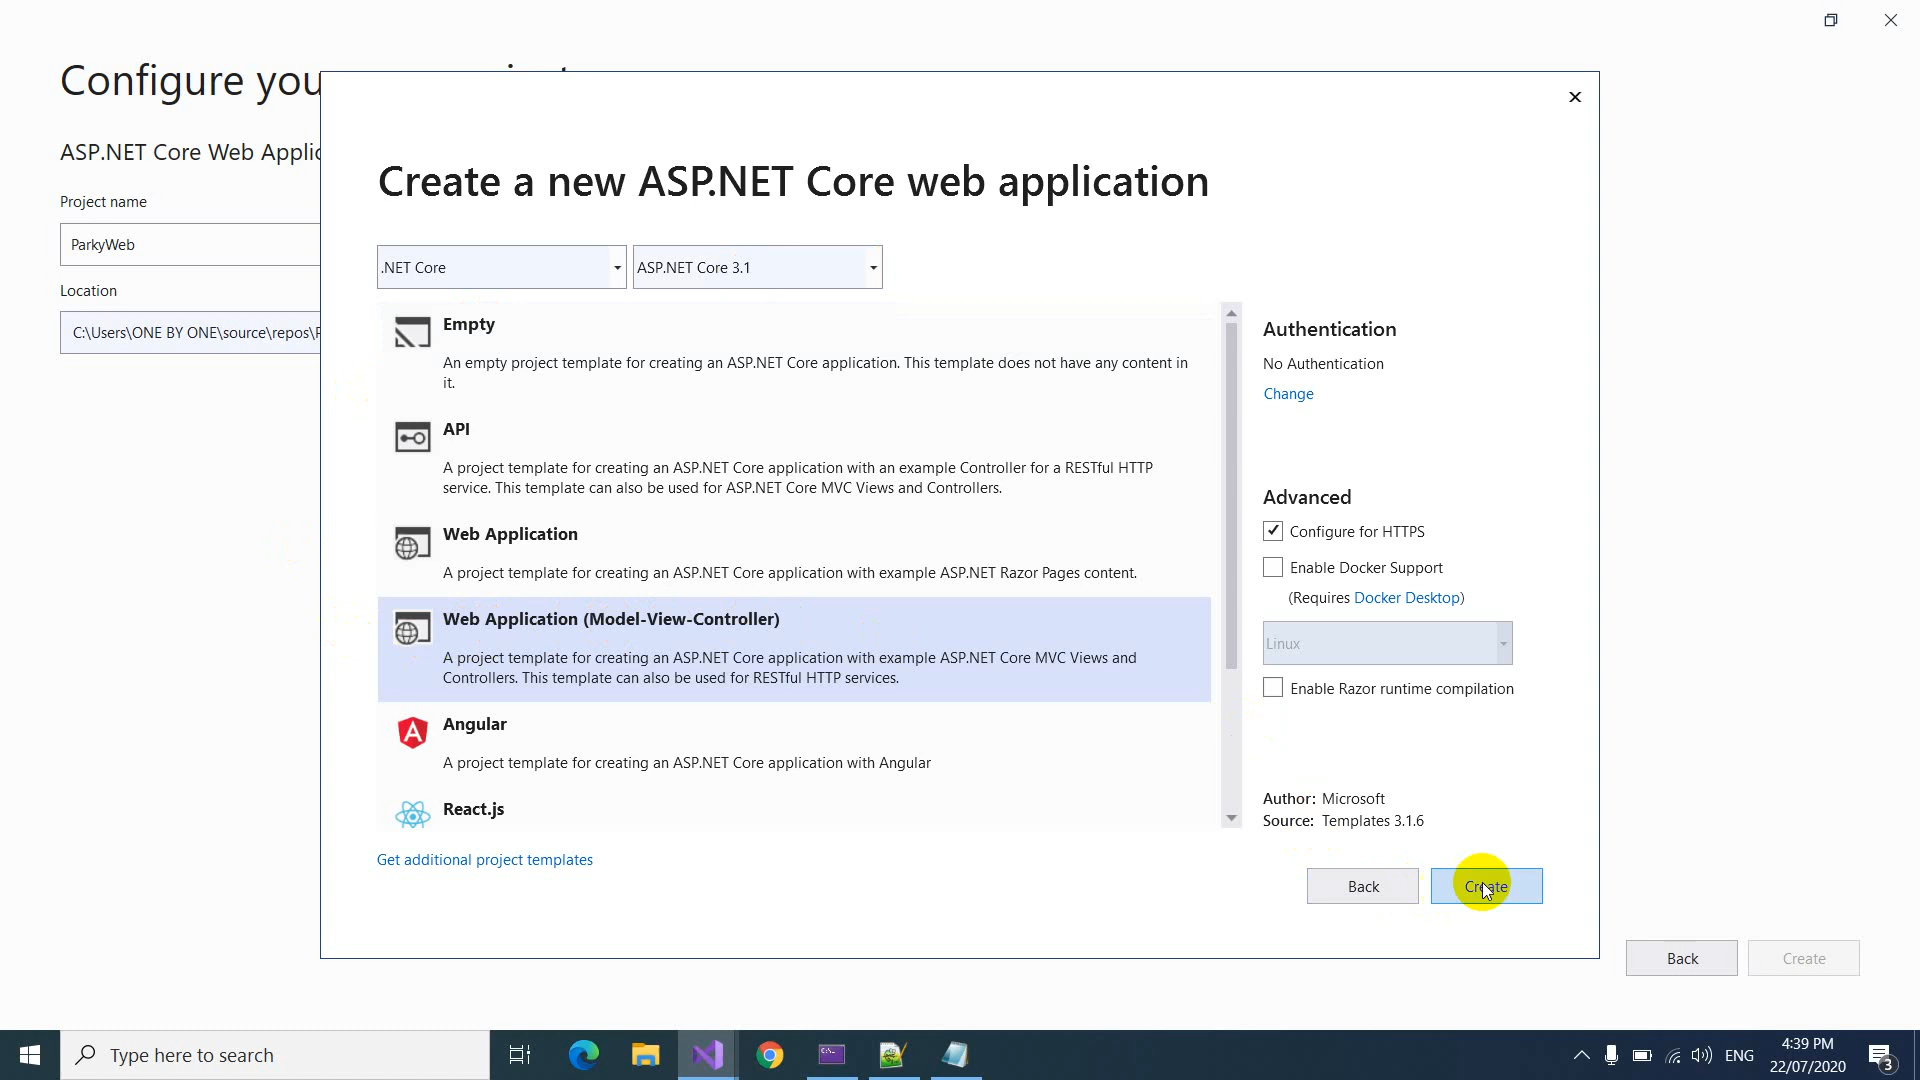 Configure you
ASP.NET Core Web Applic
Project name
ParkyWeb
Location
C:\Users\ONE BY ONE\source\repos\
Create a new ASP.NET Core web application
.NET Core
ASP.NET Core 3.1
Empty
An empty project template for creating an ASP.NET Core application. This template does not have any content in
it.
API
A project template for creating an ASP.NET Core application with an example Controller for a RESTful HTTP
service. This template can also be used for ASP.NET Core MVC Views and Controllers.
Web Application
A project template for creating an ASP.NET Core application with example ASP.NET Razor Pages content.
Web Application (Model-View-Controller)
A project template for creating an ASP.NET Core application with example ASP.NET Core MVC Views and
Controllers. This template can also be used for RESTful HTTP services.
Angular
A project template for creating an ASP.NET Core application with Angular
React.js
Get additional project templates
Authentication
No Authentication
Change
Advanced
Configure for HTTPS
Enable Docker Support
(Requires Docker Desktop)
Linux
Enable Razor runtime compilation
Author: Microsoft
Source: Templates 3.1.6
Back
Create
Back
Create
Type here to search
ENG
4:39 PM
22/07/2020
3